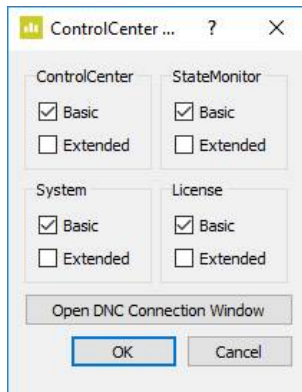 ControlCenter ... ? ×
ControlCenter StateMonitor
Basic Basic
Extended Extended
System License
Basic Basic
Extended Extended
Open DNC Connection Window
OK Cancel